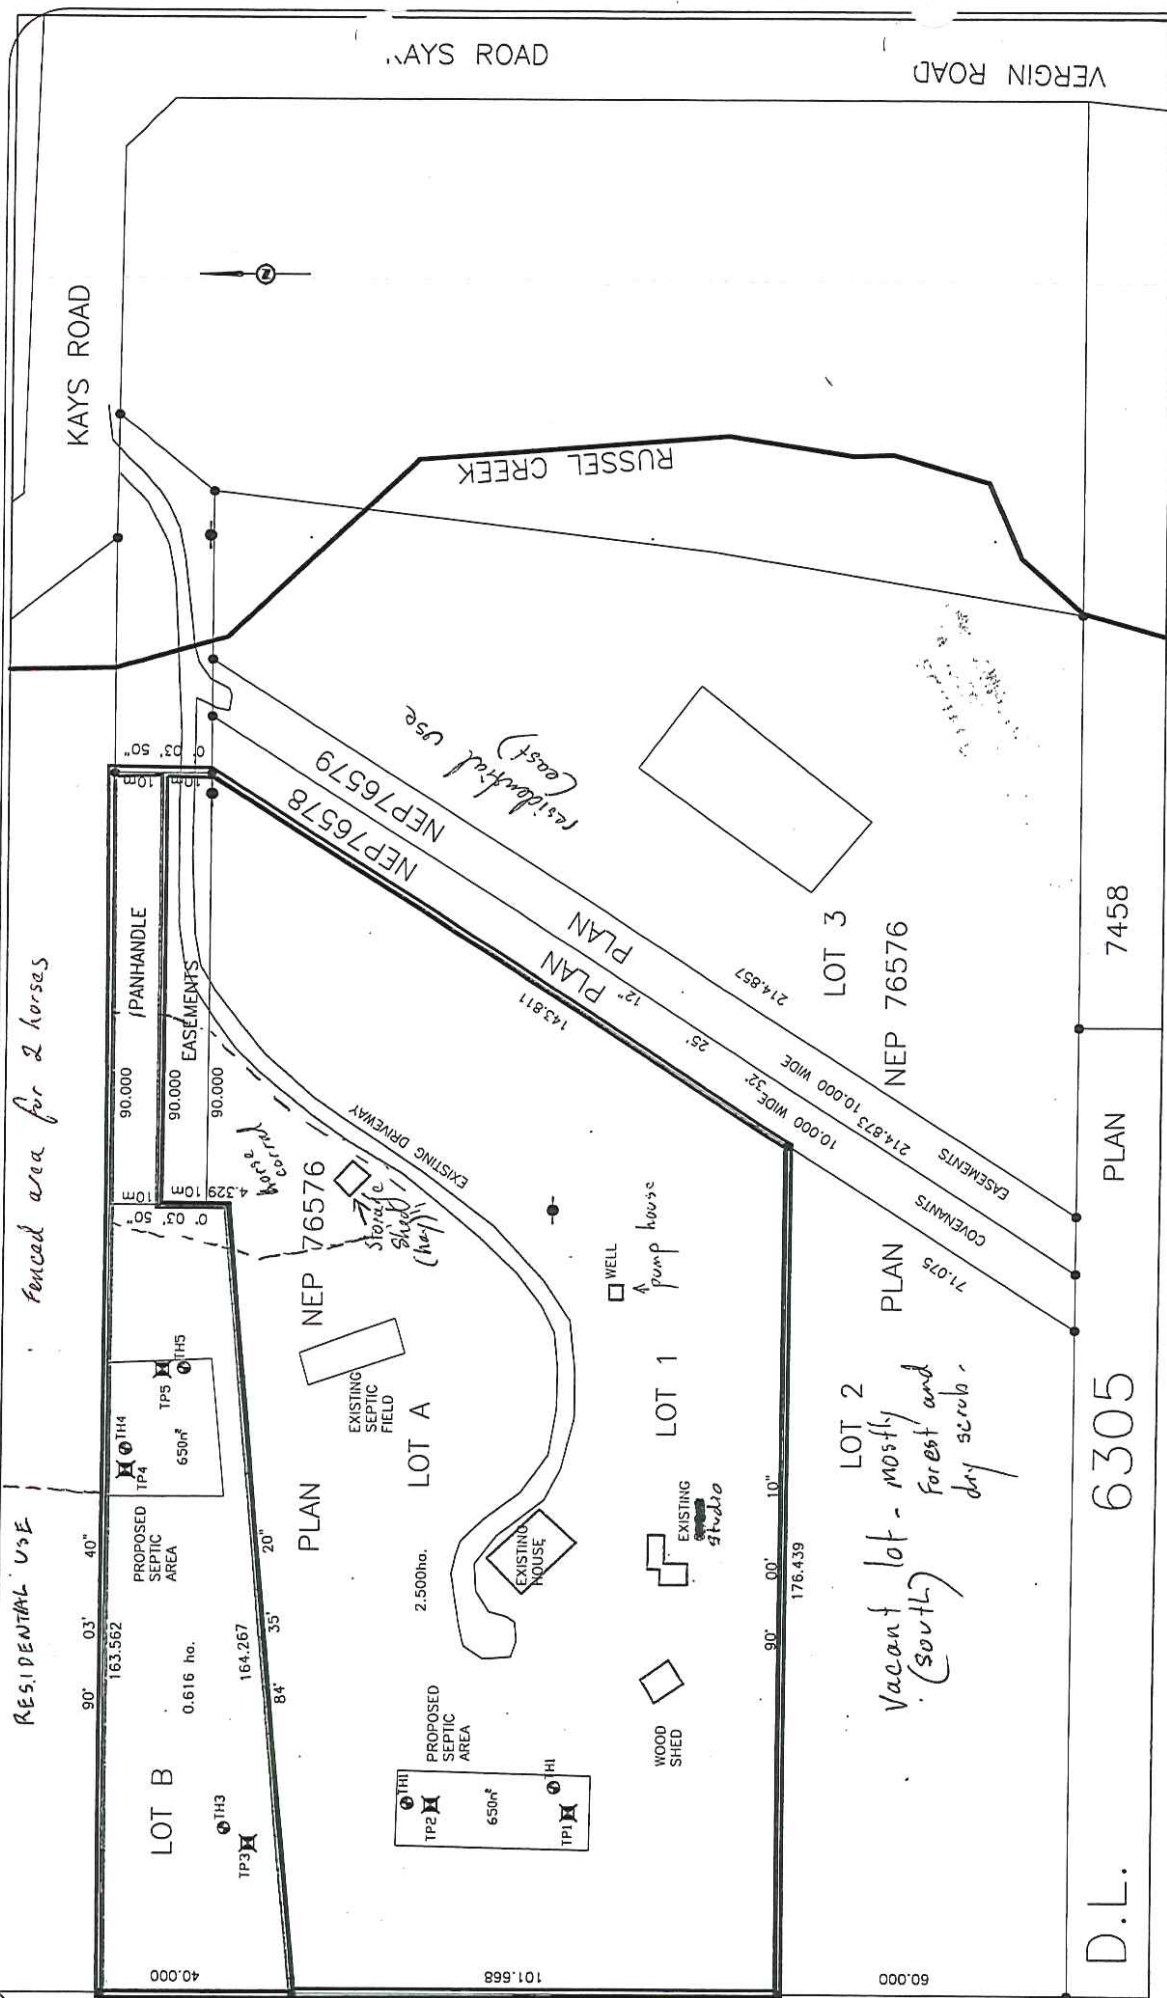 RESIDENTIAL USE
Fenced area for 2 horses
KAYS ROAD
AYS ROAD
VERGIN ROAD
RUSSEL CREEK
90° 03' 40"
163.562
LOT B
0.616 ha.
PROPOSED
SEPTIC
AREA
TP4
TH4
650m²
TP5
TH5
TH3
TP3
40.000
164.267
84° 35' 20"
0° 03' 50"
10m
10m
4.329
90.000
90.000
90.000
PANHANDLE
EASEMENTS
10m
10m
0° 03' 50"
horse
corral
Storage
Shed
(hay)
PLAN NEP 76576
EXISTING
SEPTIC
FIELD
LOT A
2.500ha.
EXISTING DRIVEWAY
EXISTING
HOUSE
PROPOSED
SEPTIC
AREA
TH1
TP2
650m²
TH1
TP1
101.668
WELL
pump house
LOT 1
EXISTING
studio
WOOD
SHED
90° 00' 10"
176.439
143.811
PLAN NEP76578
PLAN NEP76579
32° 25' 12"
214.857
10.000 WIDE
10.000 WIDE
214.873
EASEMENTS
COVENANTS
71.075
residential use
(east)
LOT 3
NEP 76576
PLAN
LOT 2
Vacant lot - mostly
Forest and
dry scrub.
(south)
60.000
D.L. 6305
PLAN 7458